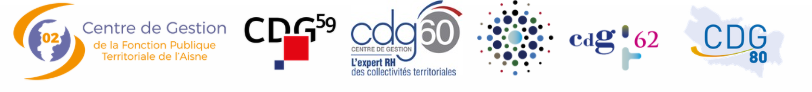 02
Centre de Gestion
de la Fonction Publique
Territoriale de l'Aisne
CDG59
cdg60
CENTRE DE GESTION
L'expert RH
des collectivités territoriales
cdg 62
CDG
80